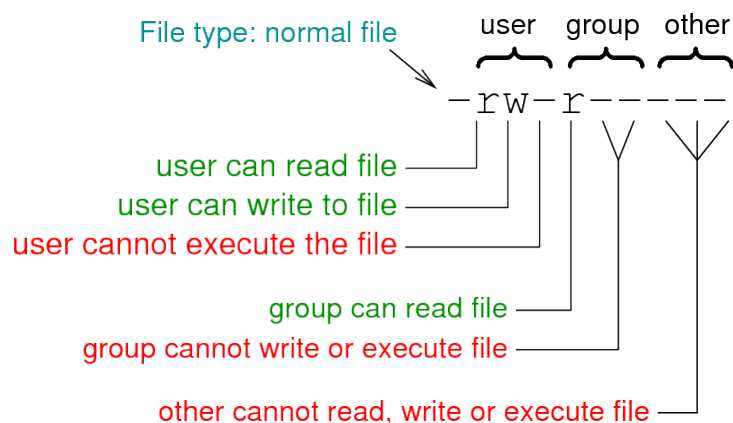 File type: normal file
user group other
-rw-r-----
user can read file
user can write to file
user cannot execute the file
group can read file
group cannot write or execute file
other cannot read, write or execute file